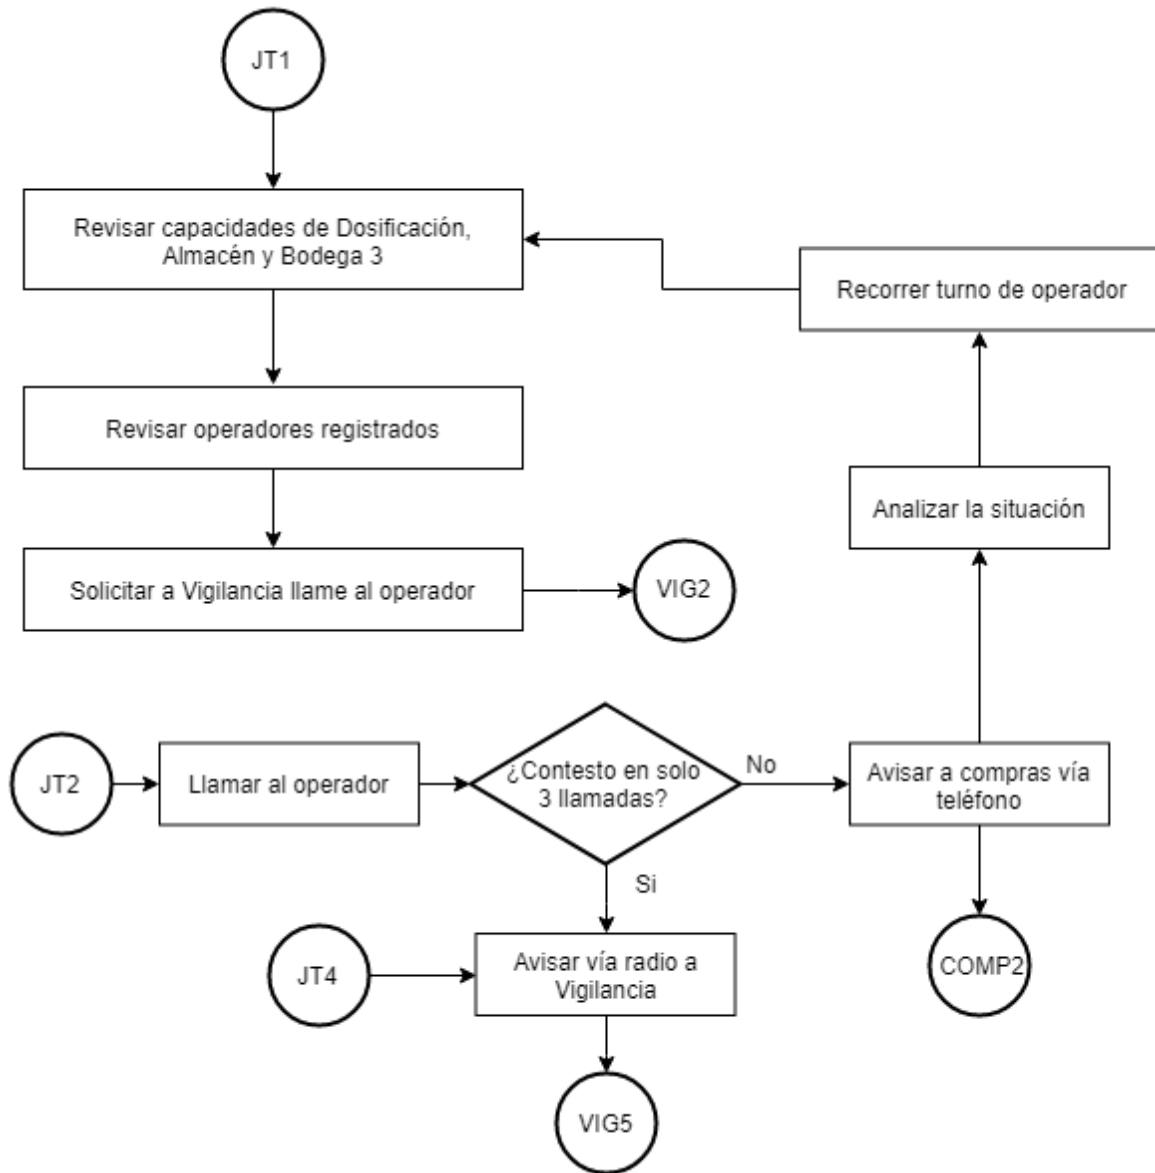 JT1
Revisar capacidades de Dosificación,
Almacén y Bodega 3
Recorrer turno de operador
Revisar operadores registrados
Analizar la situación
Solicitar a Vigilancia llame al operador
VIG2
JT2
Llamar al operador
¿Contesto en solo
3 llamadas?
No
Avisar a compras vía
teléfono
Si
JT4
Avisar vía radio a
Vigilancia
COMP2
VIG5